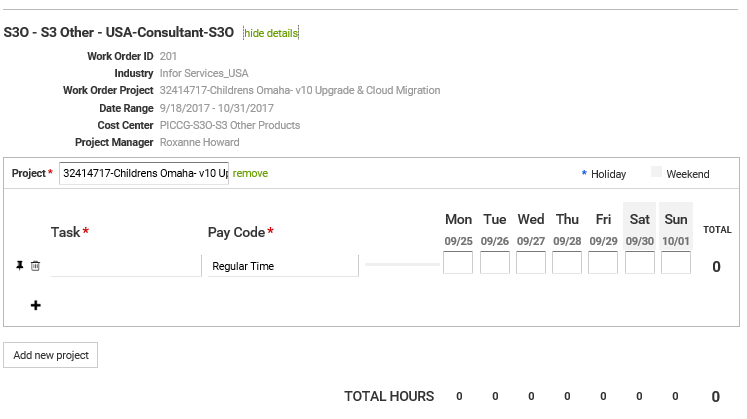 S3O - S3 Other - USA-Consultant-S3O hide details
Work Order ID 201
Industry Infor Services_USA
Work Order Project 32414717-Childrens Omaha- v10 Upgrade & Cloud Migration
Date Range 9/18/2017 - 10/31/2017
Cost Center PICCG-S3O-S3 Other Products
Project Manager Roxanne Howard
Project * 32414717-Childrens Omaha- v10 Up remove * Holiday Weekend
Mon Tue Wed Thu Fri Sat Sun
Task * Pay Code * TOTAL
09/25 09/26 09/27 09/28 09/29 09/30 10/01
Regular Time 0
+
Add new project
TOTAL HOURS 0 0 0 0 0 0 0 0